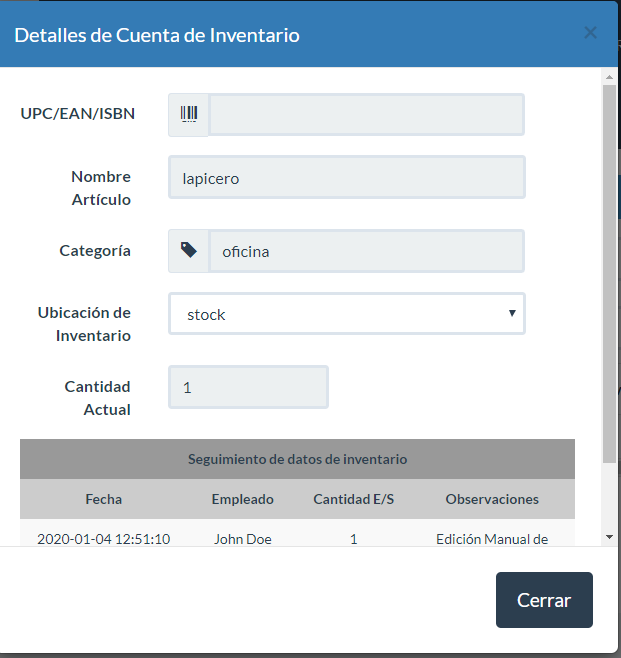 Detalles de Cuenta de Inventario
×
UPC/EAN/ISBN
Nombre
Artículo
lapicero
Categoría
oficina
Ubicación de
Inventario
stock
Cantidad
Actual
1
Seguimiento de datos de inventario
Fecha Empleado Cantidad E/S Observaciones
2020-01-04 12:51:10 John Doe 1 Edición Manual de
Cerrar